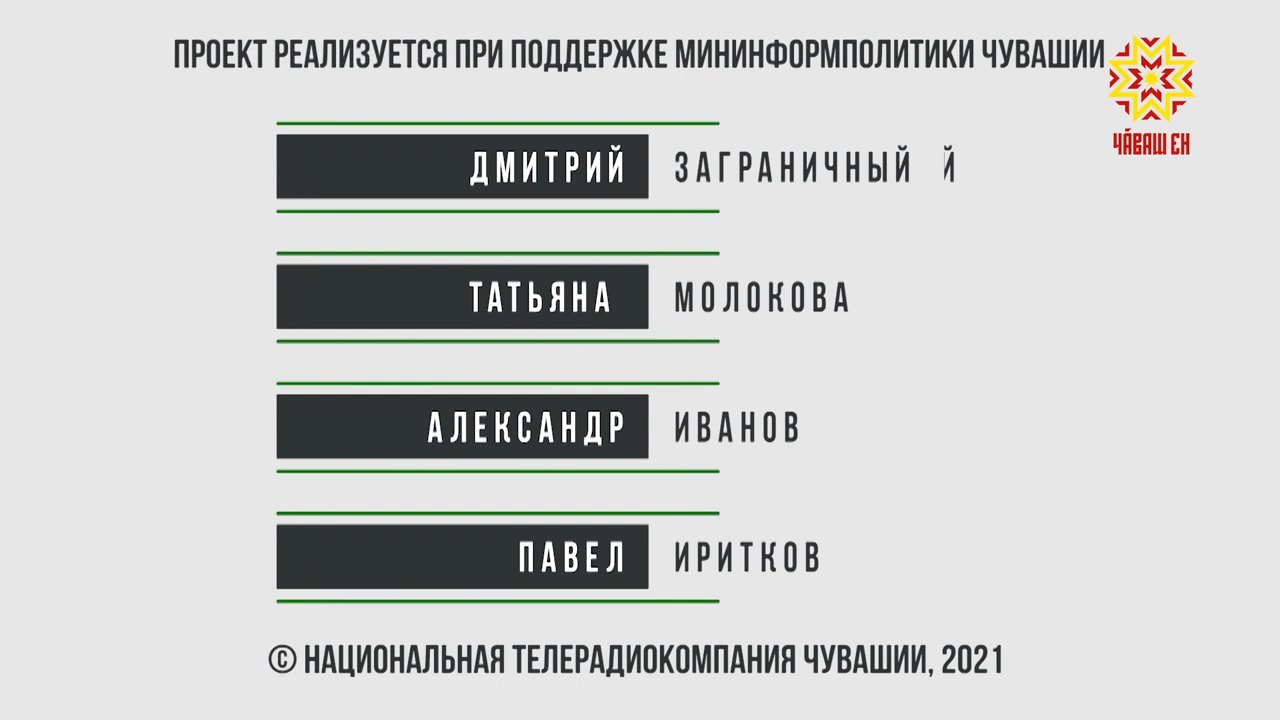 ПРОЕКТ РЕАЛИЗУЕТСЯ ПРИ ПОДДЕРЖКЕ МИНИНФОРМПОЛИТИКИ ЧУВАШИИ
ЧӐВАШ ЕН
ДМИТРИЙ ЗАГРАНИЧНЫЙ Й
ТАТЬЯНА МОЛОКОВА
АЛЕКСАНДР ИВАНОВ
ПАВЕЛ ИРИТКОВ
© НАЦИОНАЛЬНАЯ ТЕЛЕРАДИОКОМПАНИЯ ЧУВАШИИ, 2021